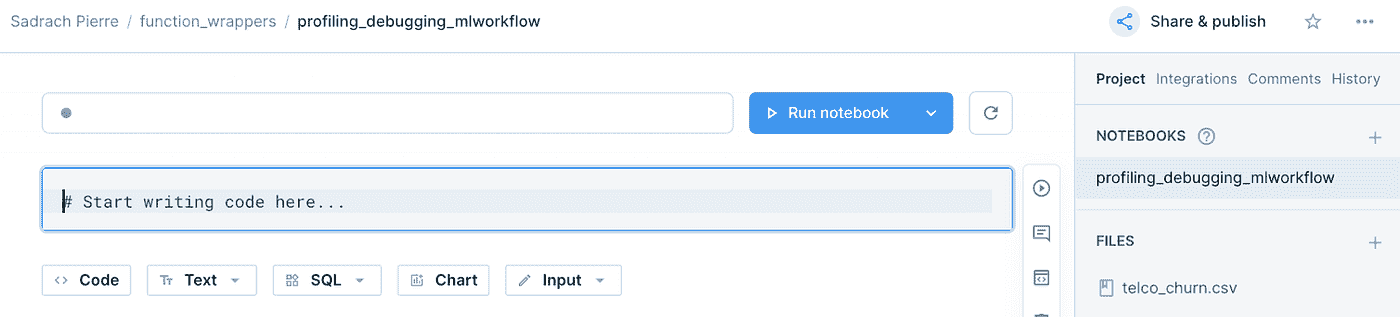 Sadrach Pierre / function_wrappers / profiling_debugging_mlworkflow
Share & publish
Project Integrations Comments History
Run notebook
NOTEBOOKS
profiling_debugging_mlworkflow
# Start writing code here...
FILES
Code Text SQL Chart Input
telco_churn.csv